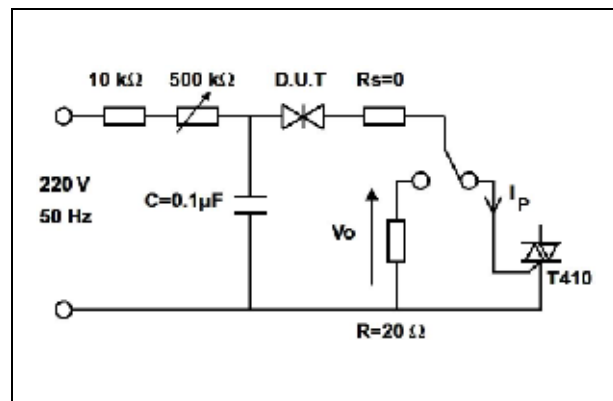 10 kΩ 500 kΩ D.U.T Rs=0
220 V
50 Hz
C=0.1µF
Vo
I P
T410
R=20 Ω